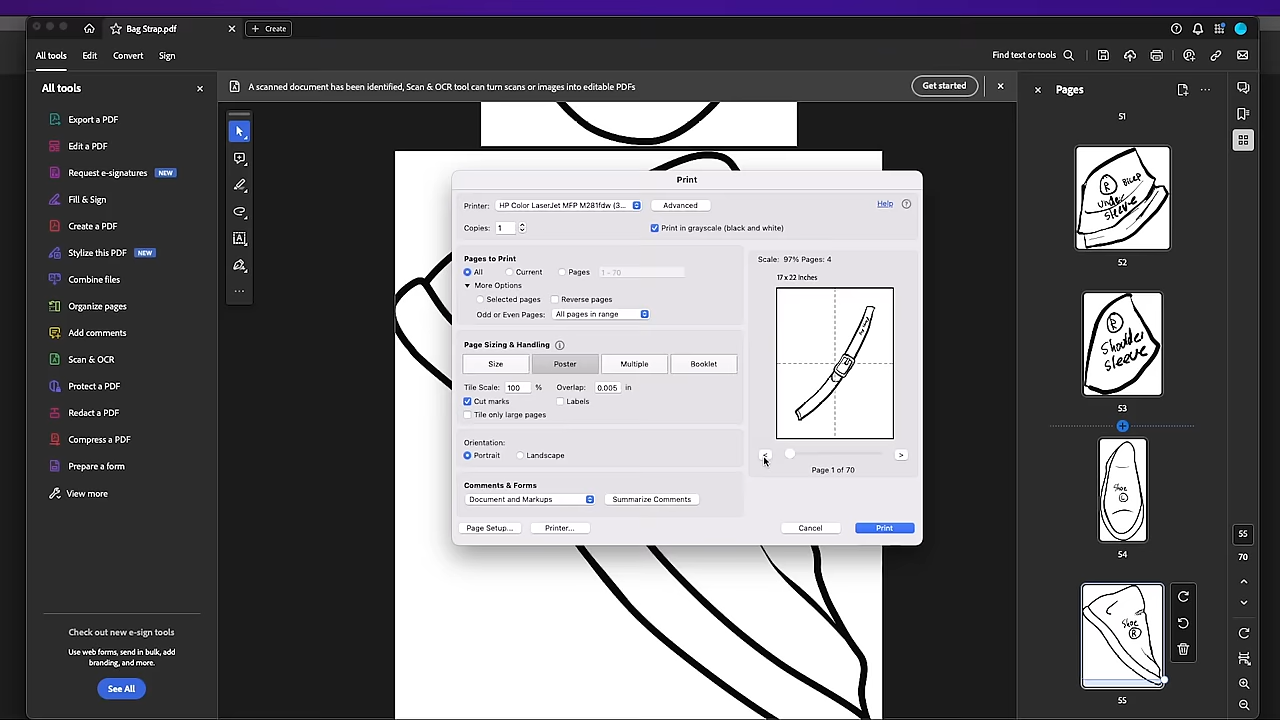 Bag Strap.pdf
Create
All tools
Edit
Convert
Sign
Find text or tools
All tools
A scanned document has been identified, Scan & OCR tool can turn scans or images into editable PDFs
Get started
Pages
Export a PDF
Edit a PDF
Request e-signatures NEW
Fill & Sign
Create a PDF
Stylize this PDF NEW
Combine files
Organize pages
Add comments
Scan & OCR
Protect a PDF
Redact a PDF
Compress a PDF
Prepare a form
View more
Check out new e-sign tools
Use web forms, send in bulk, add
branding, and more.
See All
Print
Printer: HP Color LaserJet MFP M281fdw (3...
Advanced
Help
Copies: 1
Print in grayscale (black and white)
Pages to Print
All
Current
Pages
1 - 70
More Options
Selected pages
Reverse pages
Odd or Even Pages: All pages in range
Page Sizing & Handling
Size
Poster
Multiple
Booklet
Tile Scale: 100 %
Overlap: 0.005 in
Cut marks
Labels
Tile only large pages
Orientation:
Portrait
Landscape
Comments & Forms
Document and Markups
Summarize Comments
Page Setup...
Printer...
Scale: 97% Pages: 4
17 x 22 Inches
<
>
Page 1 of 70
Cancel
Print
51
R
Bicep
under
sleeve
52
R
Shoulder
sleeve
53
Shoe
L
54
Shoe
R
55
55
70